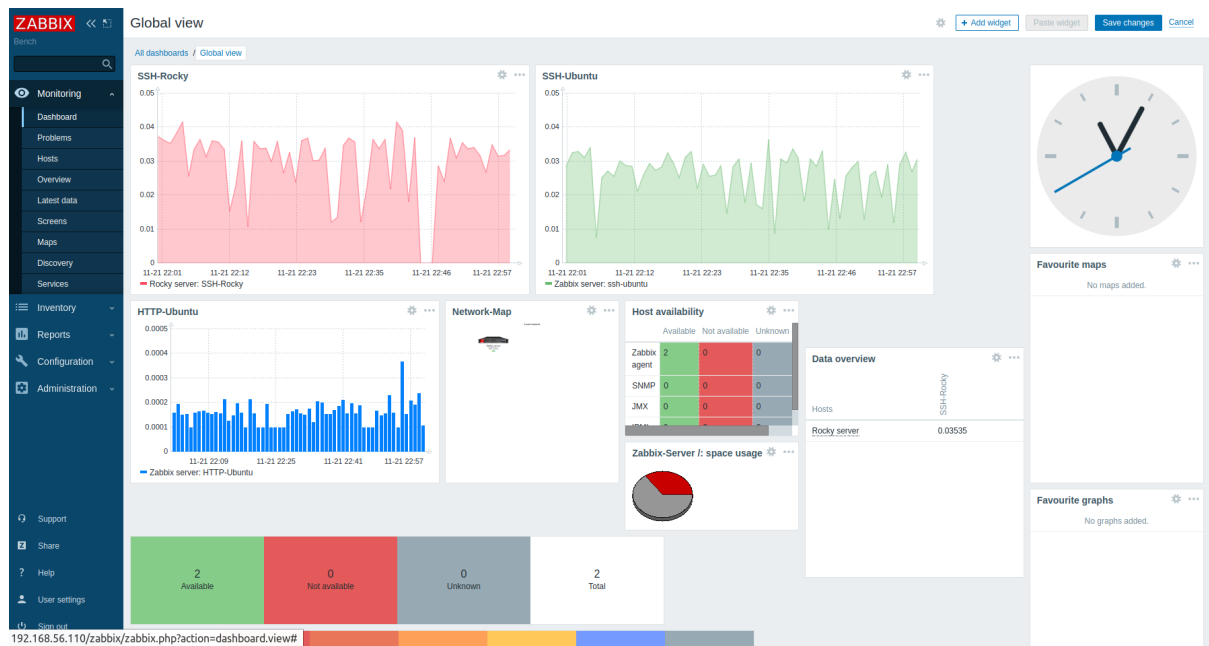 ZABBIX
Bench
Monitoring
Dashboard
Problems
Hosts
Overview
Latest data
Screens
Maps
Discovery
Services
Inventory
Reports
Configuration
Administration
Support
Share
Help
User settings
Sign out
192.168.56.110/zabbix/zabbix.php?action=dashboard.view#
Global view
+ Add widget Paste widget Save changes Cancel
All dashboards / Global view
SSH-Rocky
0.05
0.04
0.03
0.02
0.01
0
11-21 22:01 11-21 22:12 11-21 22:23 11-21 22:35 11-21 22:46 11-21 22:57
Rocky server: SSH-Rocky
SSH-Ubuntu
0.05
0.04
0.03
0.02
0.01
0
11-21 22:01 11-21 22:12 11-21 22:23 11-21 22:35 11-21 22:46 11-21 22:57
Zabbix server: ssh-ubuntu
Favourite maps
No maps added.
HTTP-Ubuntu
0.0005
0.0004
0.0003
0.0002
0.0001
0
11-21 22:09 11-21 22:25 11-21 22:41 11-21 22:57
Zabbix server: HTTP-Ubuntu
Network-Map
Host availability
Available Not available Unknown
Zabbix agent 2 0 0
SNMP 0 0 0
JMX 0 0 0
Zabbix-Server /: space usage
Data overview
Hosts SSH-Rocky
Rocky server 0.03535
Favourite graphs
No graphs added.
2 0 0 2
Available Not available Unknown Total